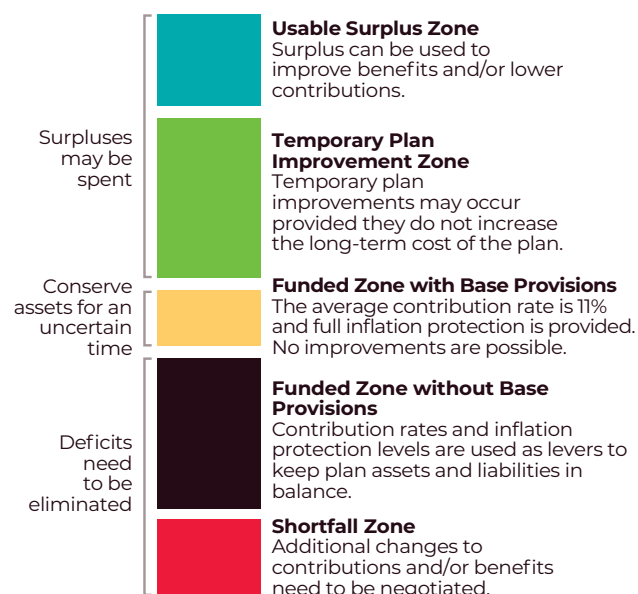 Usable Surplus Zone
Surplus can be used to
improve benefits and/or lower
contributions.
Surpluses
may be
spent
Temporary Plan
Improvement Zone
Temporary plan
improvements may occur
provided they do not increase
the long-term cost of the plan.
Conserve
assets for an
uncertain
time
Funded Zone with Base Provisions
The average contribution rate is 11%
and full inflation protection is provided.
No improvements are possible.
Deficits
need
to be
eliminated
Funded Zone without Base
Provisions
Contribution rates and inflation
protection levels are used as levers to
keep plan assets and liabilities in
balance.
Shortfall Zone
Additional changes to
contributions and/or benefits
need to be negotiated.